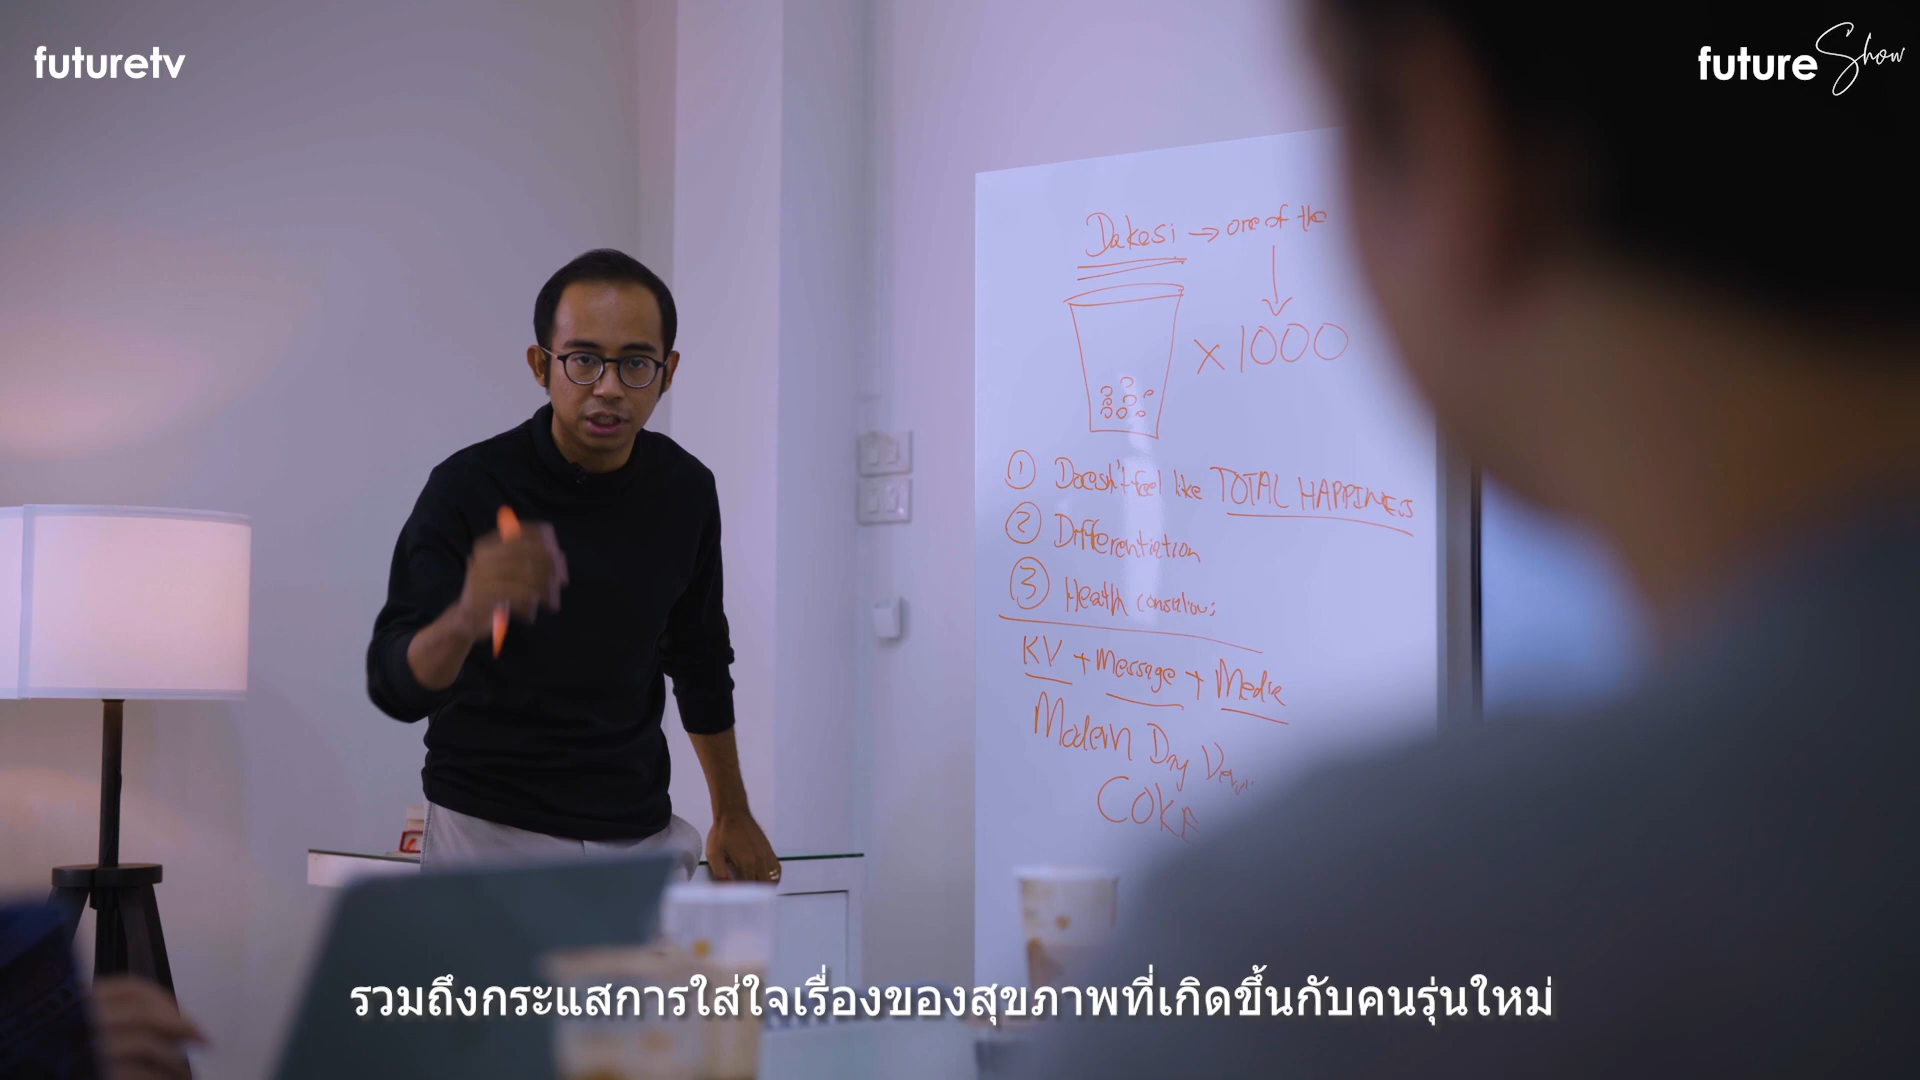 futuretv
future Show
Dakasi → one of the
x 1000
① Doesn't feel like TOTAL HAPPINESS
② Differentiation
③ Health
KV + Message + Media
Modern Day
COKE
รวมถึงกระแสการใส่ใจเรื่องของสุขภาพที่เกิดขึ้นกับคนรุ่นใหม่